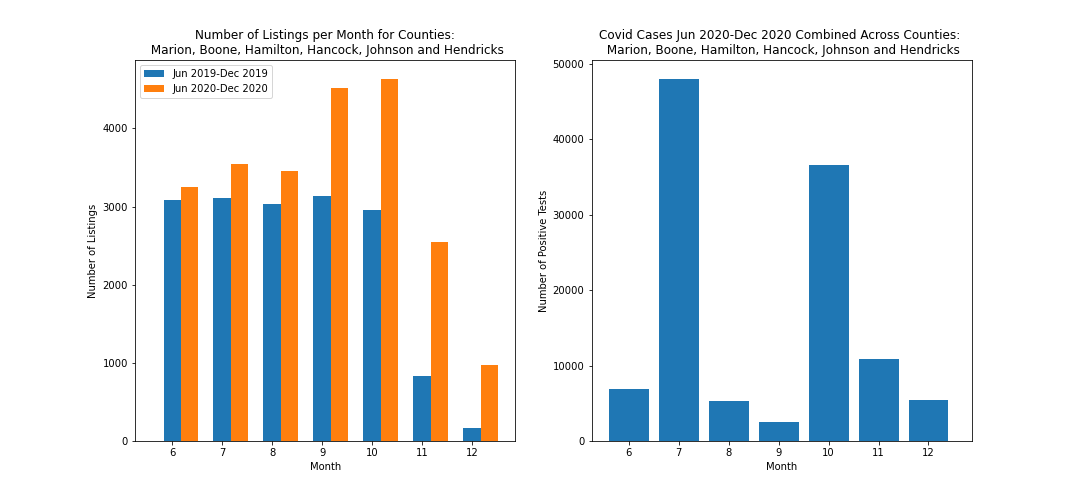 Number of Listings per Month for Counties:
Marion, Boone, Hamilton, Hancock, Johnson and Hendricks
Jun 2019-Dec 2019
Jun 2020-Dec 2020
Number of Listings
4000
3000
2000
1000
0
6 7 8 9 10 11 12
Month
Covid Cases Jun 2020-Dec 2020 Combined Across Counties:
Marion, Boone, Hamilton, Hancock, Johnson and Hendricks
Number of Positive Tests
50000
40000
30000
20000
10000
0
6 7 8 9 10 11 12
Month